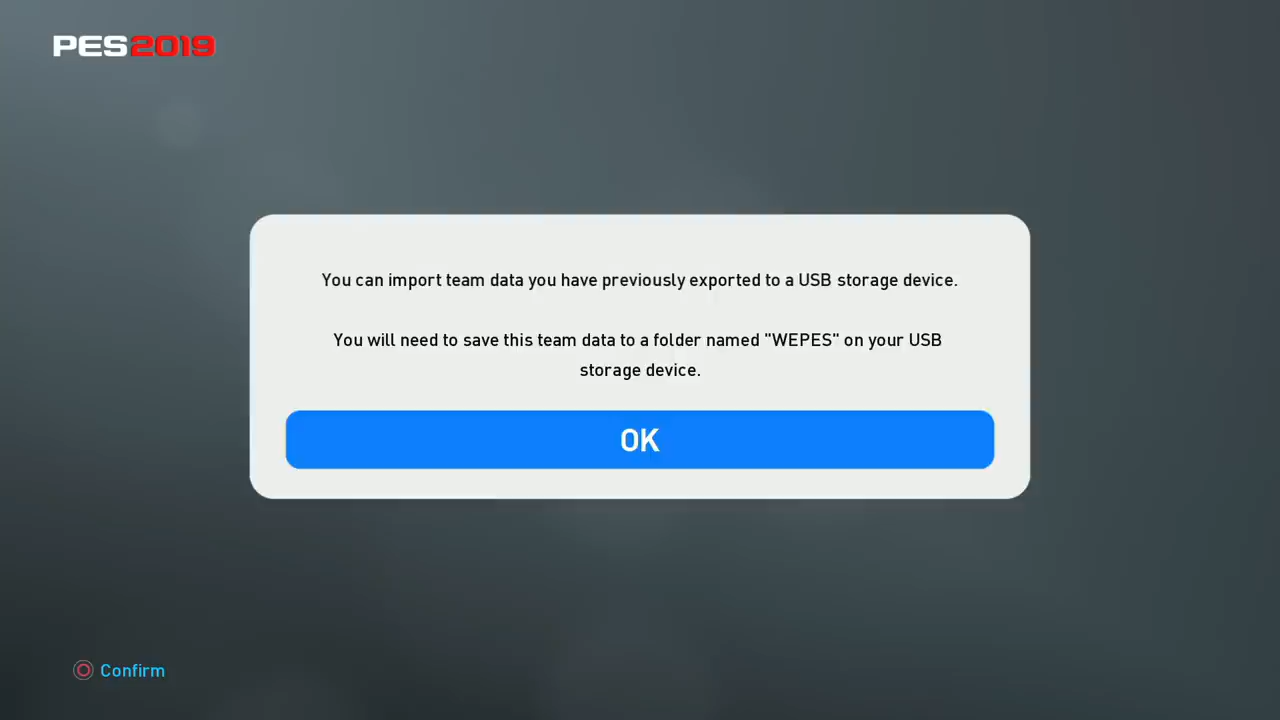 PES2019
You can import team data you have previously exported to a USB storage device.
You will need to save this team data to a folder named "WEPES" on your USB
storage device.
OK
Confirm